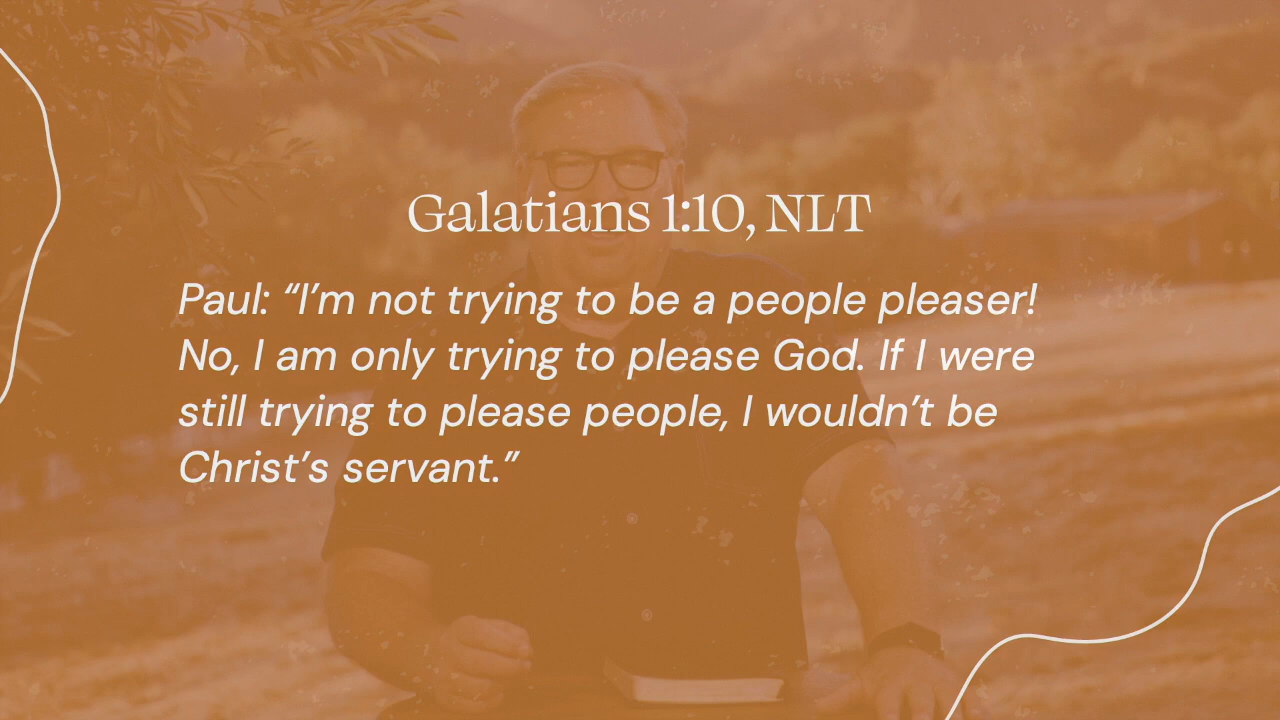 Galatians 1:10, NLT
Paul: “I’m not trying to be a people pleaser!
No, I am only trying to please God. If I were
still trying to please people, I wouldn’t be
Christ’s servant.”